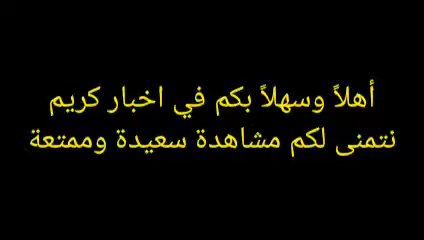 أهلاً وسهلاً بكم في اخبار كريم
نتمنى لكم مشاهدة سعيدة وممتعة